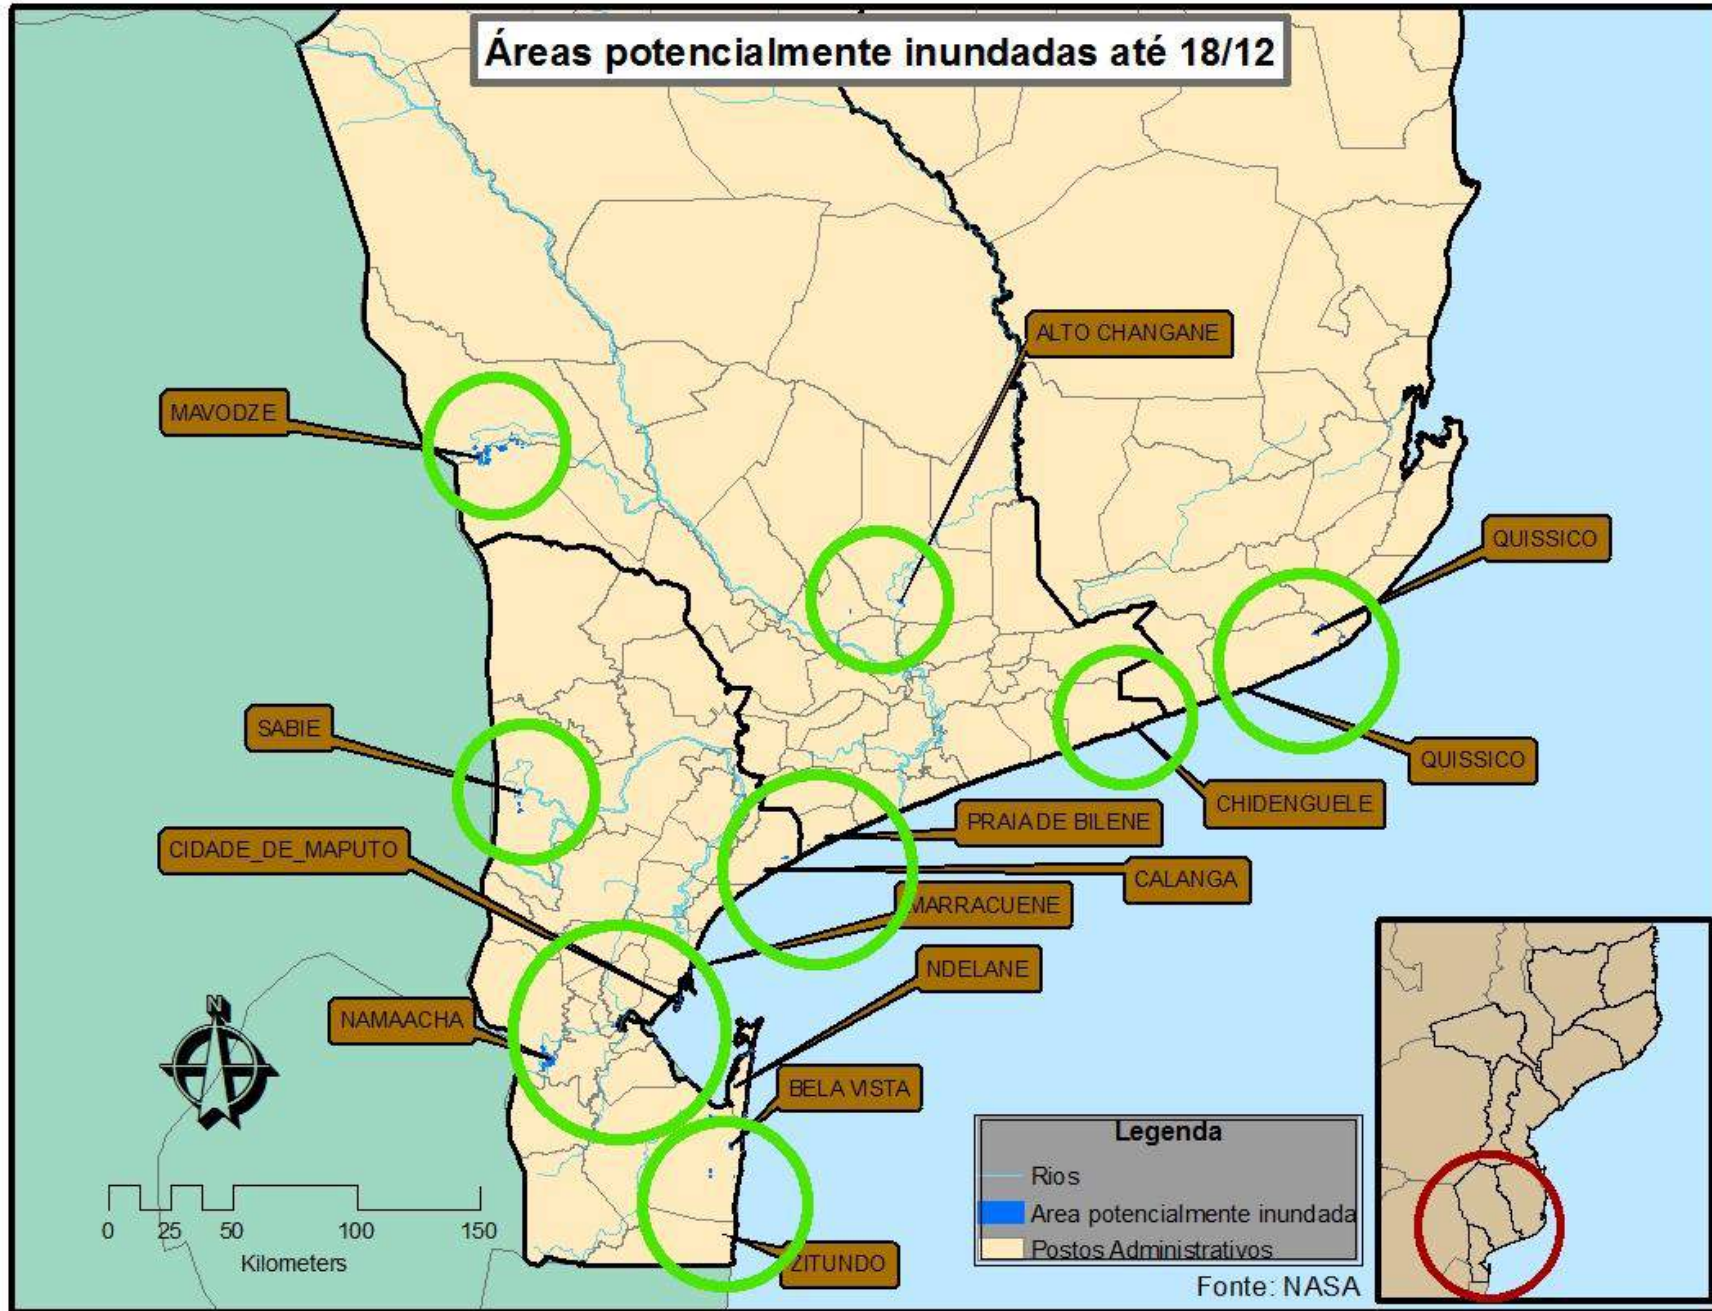 Áreas potencialmente inundadas até 18/12
ALTO CHANGANE
MAVODZE
QUISSICO
SABIE
QUISSICO
CHIDENGUELE
PRAIA DE BILENE
CIDADE_DE_MAPUTO
CALANGA
MARRACUENE
NDELANE
N
NAMAACHA
BELA VISTA
ZITUNDO
0 25 50 100 150
Kilometers
Legenda
Rios
Area potencialmente inundada
Postos Administrativos
Fonte: NASA